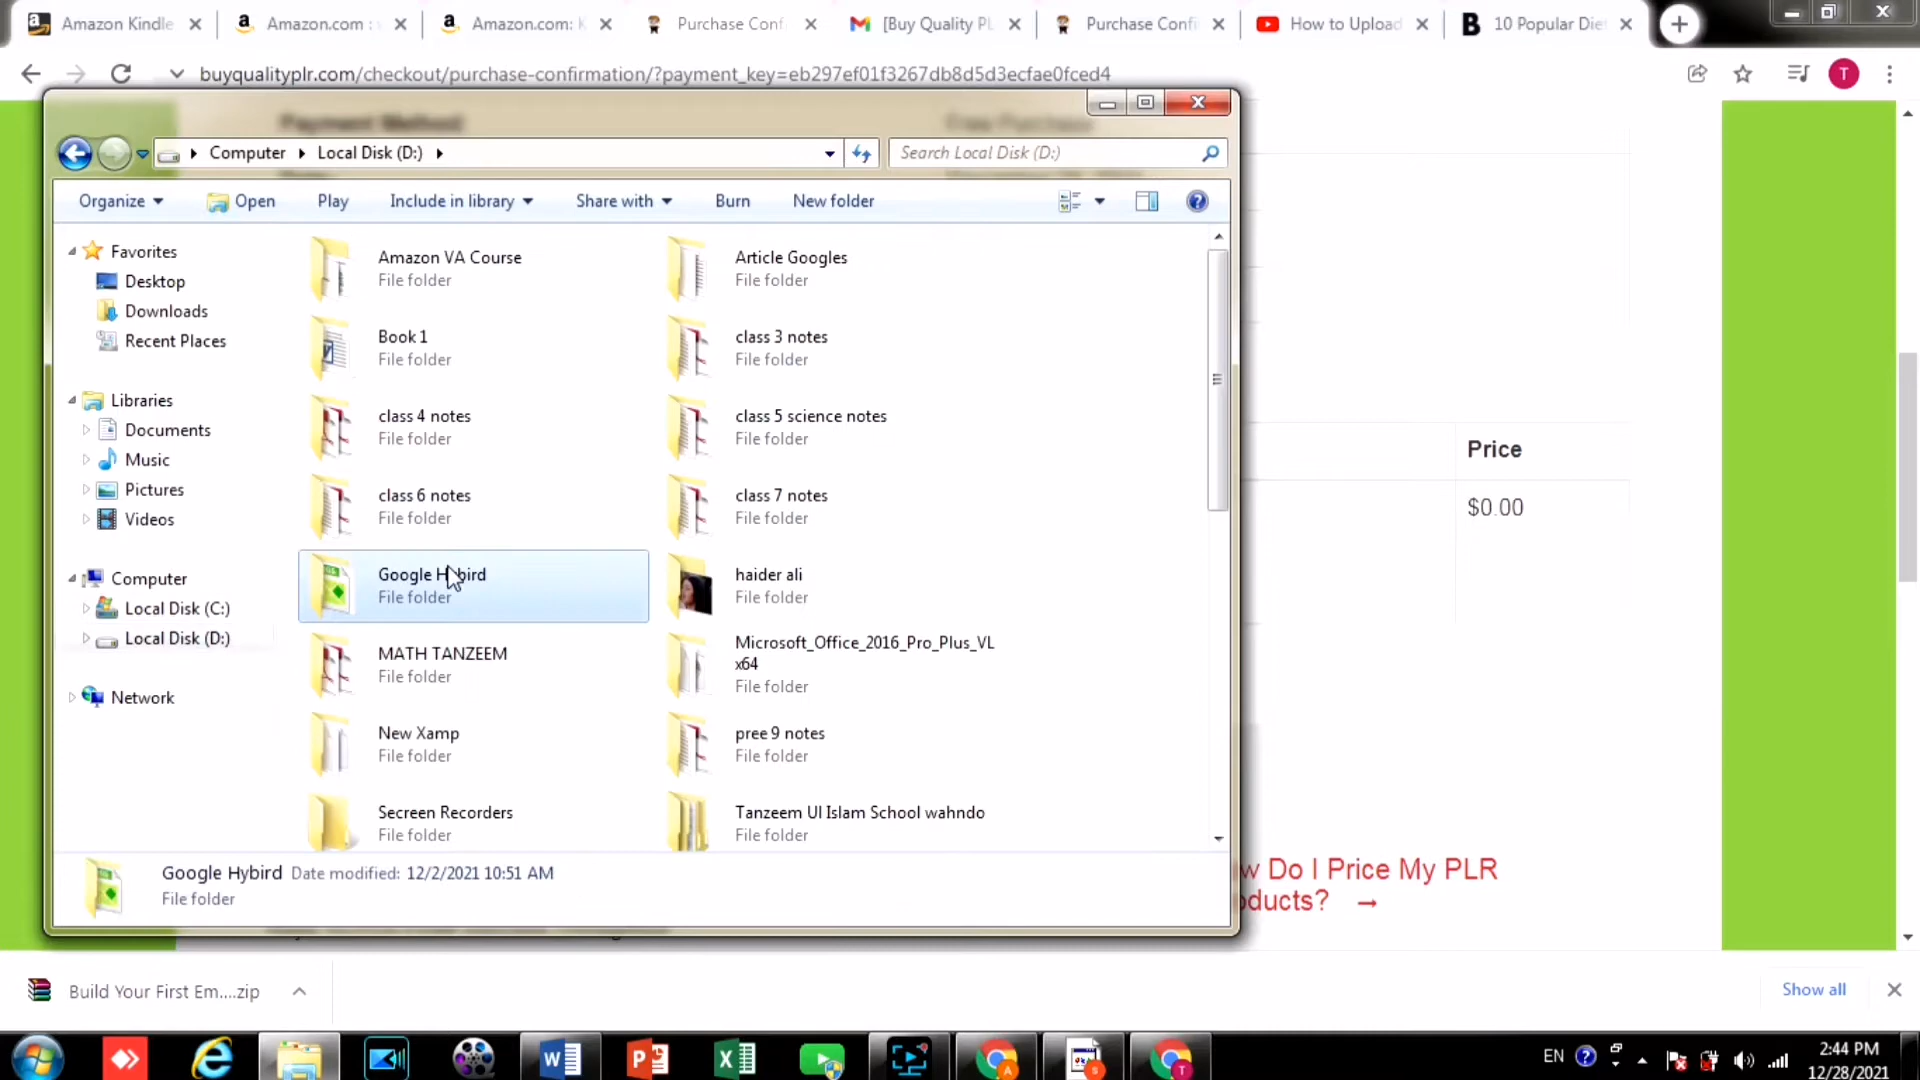 Amazon Kindle
Amazon.com : s
Amazon.com: K
Purchase Conf
[Buy Quality PL
Purchase Confi
How to Upload
10 Popular Die
buyqualityplr.com/checkout/purchase-confirmation/?payment_key=eb297ef01f3267db8d5d3ecfae0fced4
T
Payment Method
Free Purchase
Computer
Local Disk (D:)
Search Local Disk (D:)
Organize
Open
Play
Include in library
Share with
Burn
New folder
Favorites
Desktop
Downloads
Recent Places
Libraries
Documents
Music
Pictures
Videos
Computer
Local Disk (C:)
Local Disk (D:)
Network
Amazon VA Course
File folder
Article Googles
File folder
Book 1
File folder
class 3 notes
File folder
class 4 notes
File folder
class 5 science notes
File folder
class 6 notes
File folder
class 7 notes
File folder
Google Hybird
File folder
haider ali
File folder
MATH TANZEEM
File folder
Microsoft_Office_2016_Pro_Plus_VL
x64
File folder
New Xamp
File folder
pree 9 notes
File folder
Secreen Recorders
File folder
Tanzeem Ul Islam School wahndo
File folder
Google Hybird Date modified: 12/2/2021 10:51 AM
File folder
Price
$0.00
w Do I Price My PLR
oducts? →
Build Your First Em....zip
Show all
EN
2:44 PM
12/28/2021